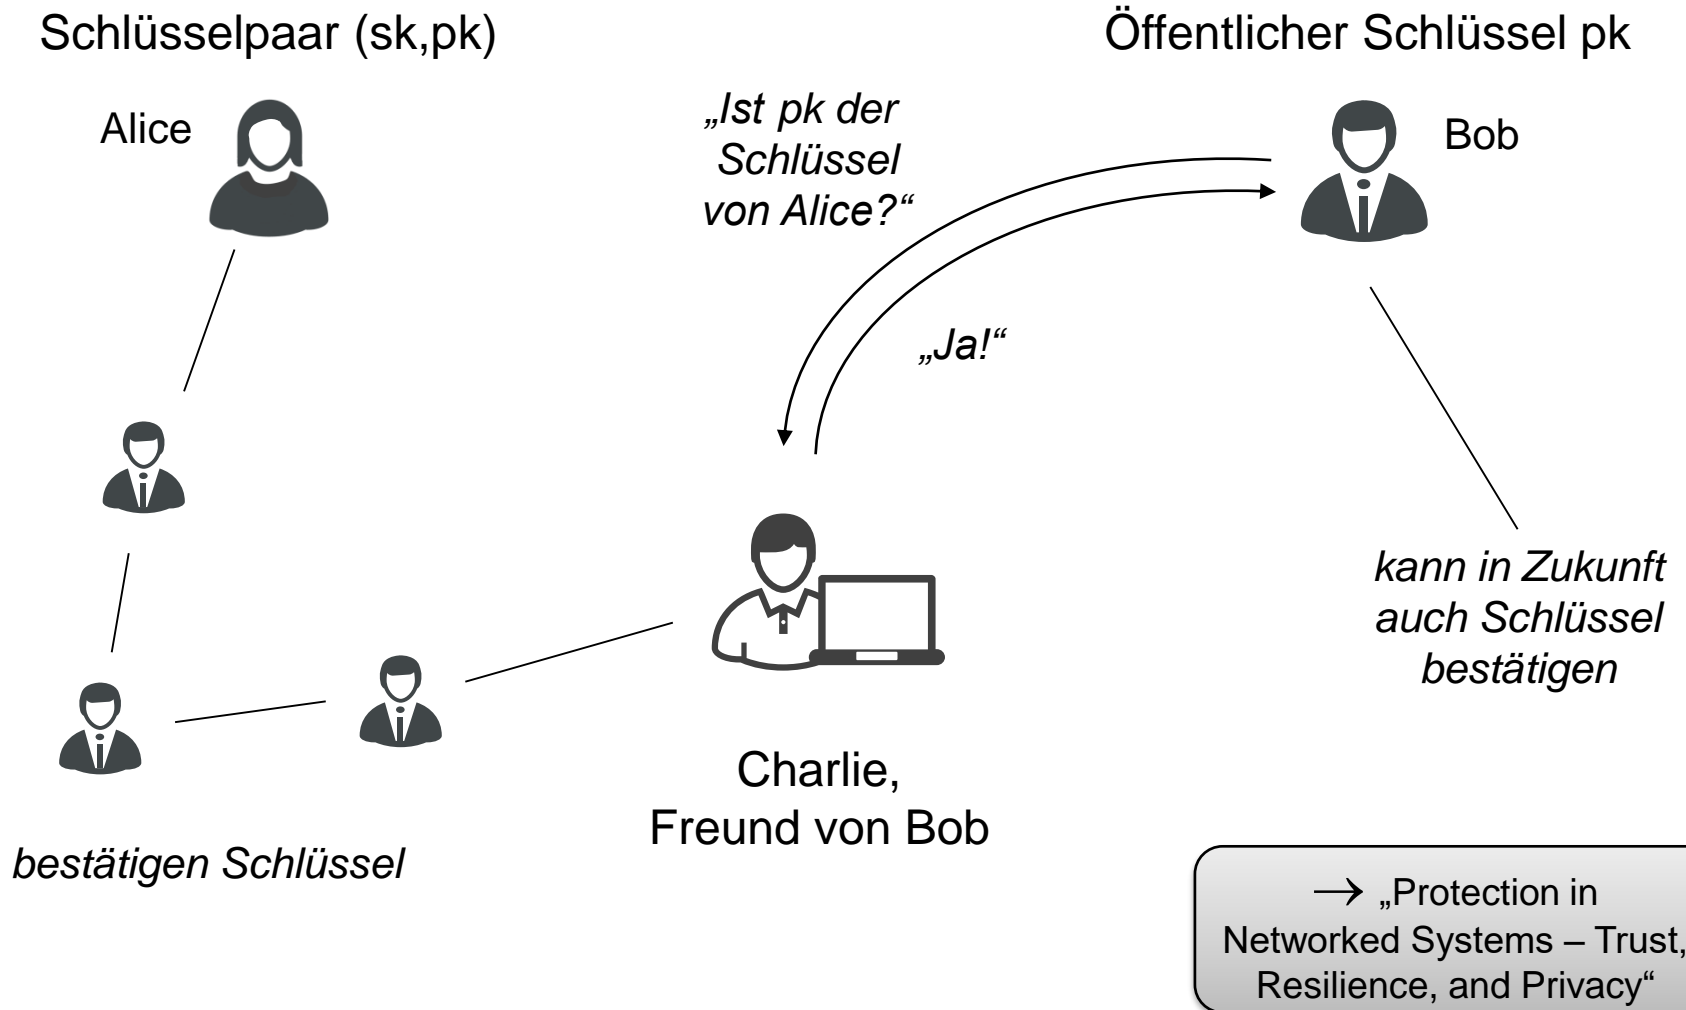 Schlüsselpaar (sk,pk)
Öffentlicher Schlüssel pk
Alice
„Ist pk der
Schlüssel
von Alice?“
Bob
„Ja!“
kann in Zukunft
auch Schlüssel
bestätigen
Charlie,
Freund von Bob
bestätigen Schlüssel
→ „Protection in
Networked Systems – Trust,
Resilience, and Privacy“